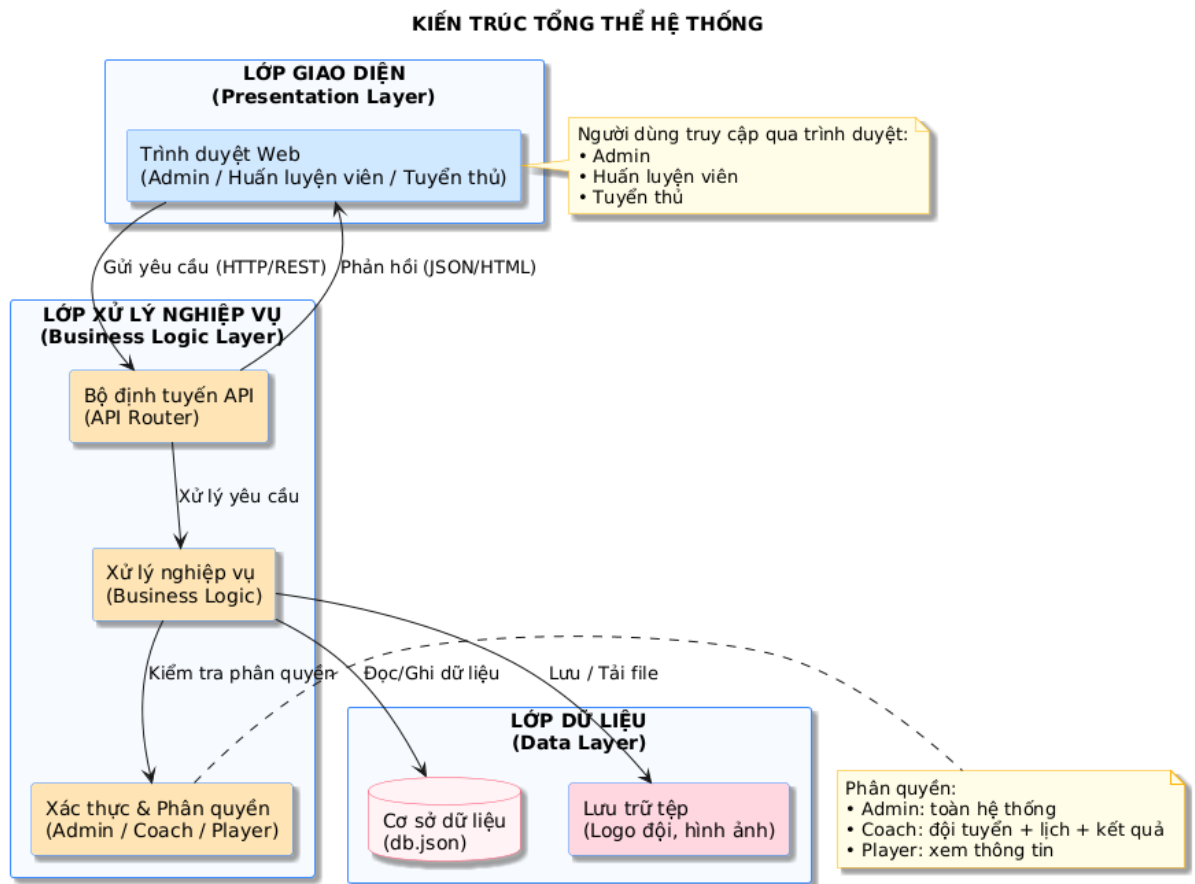 KIẾN TRÚC TỔNG THỂ HỆ THỐNG
LỚP GIAO DIỆN
(Presentation Layer)
Trình duyệt Web
(Admin / Huấn luyện viên / Tuyển thủ)
Người dùng truy cập qua trình duyệt:
• Admin
• Huấn luyện viên
• Tuyển thủ
Gửi yêu cầu (HTTP/REST)
Phản hồi (JSON/HTML)
LỚP XỬ LÝ NGHIỆP VỤ
(Business Logic Layer)
Bộ định tuyến API
(API Router)
Xử lý yêu cầu
Xử lý nghiệp vụ
(Business Logic)
Kiểm tra phân quyền
Đọc/Ghi dữ liệu
Lưu / Tải file
LỚP DỮ LIỆU
(Data Layer)
Xác thực & Phân quyền
(Admin / Coach / Player)
Cơ sở dữ liệu
(db.json)
Lưu trữ tệp
(Logo đội, hình ảnh)
Phân quyền:
• Admin: toàn hệ thống
• Coach: đội tuyển + lịch + kết quả
• Player: xem thông tin